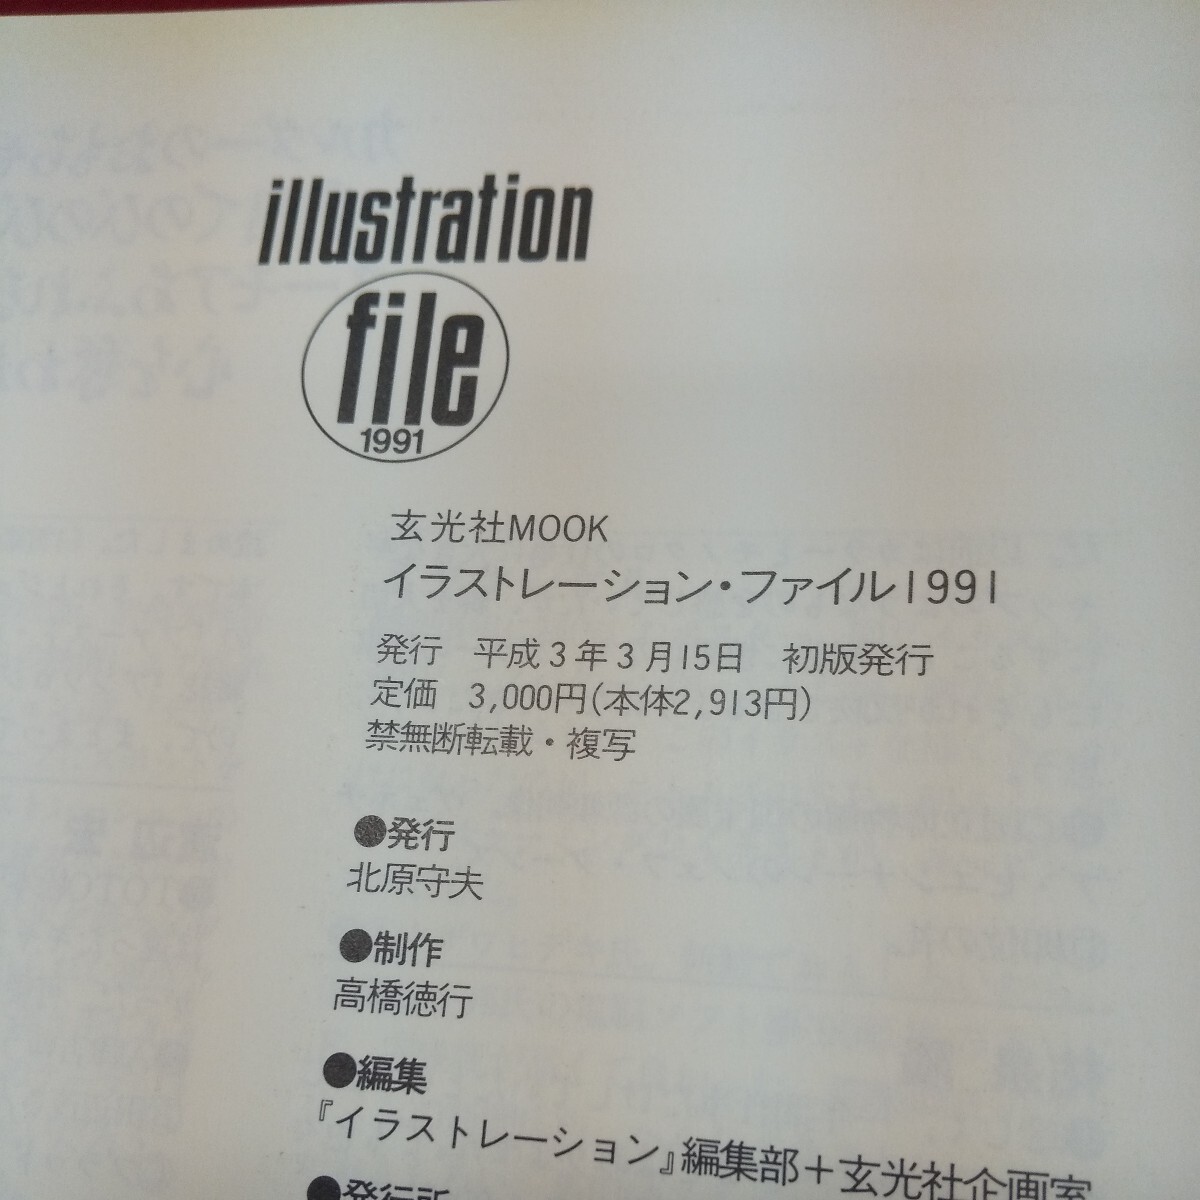 illustration
file
1991
玄光社MOOK
イラストレーション・ファイル1991
発行 平成3年3月15日 初版発行
定価 3,000円(本体2,913円)
禁無断転載・複写
●発行
北原守夫
●制作
高橋徳行
●編集
『イラストレーション』編集部＋玄光社企画室
●発行所